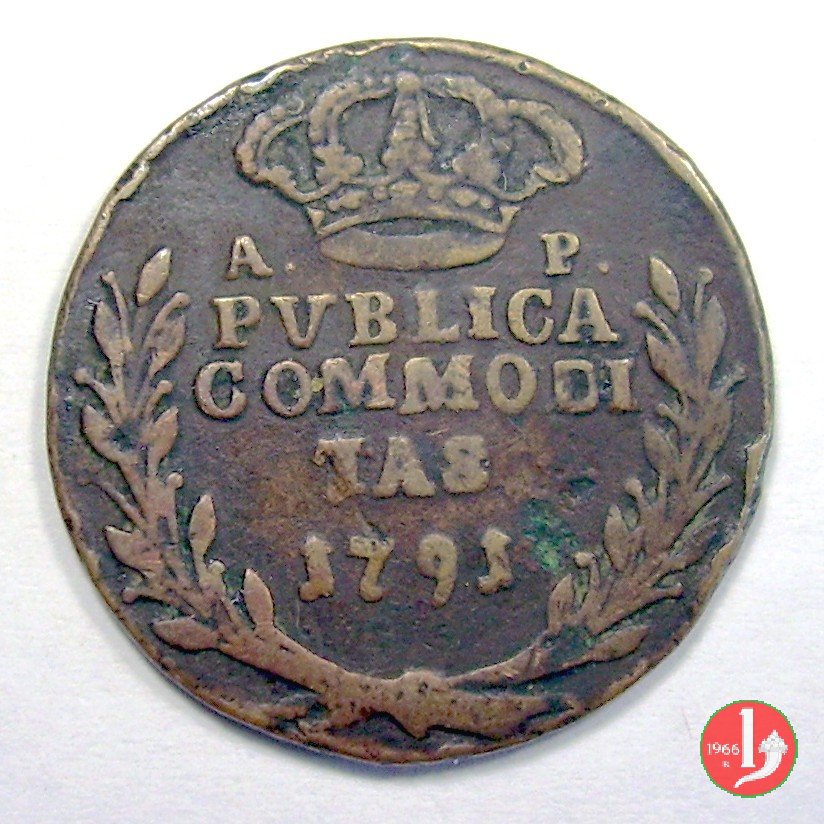 A. P.
PVBLICA
COMMODI
TAS
1791
1966